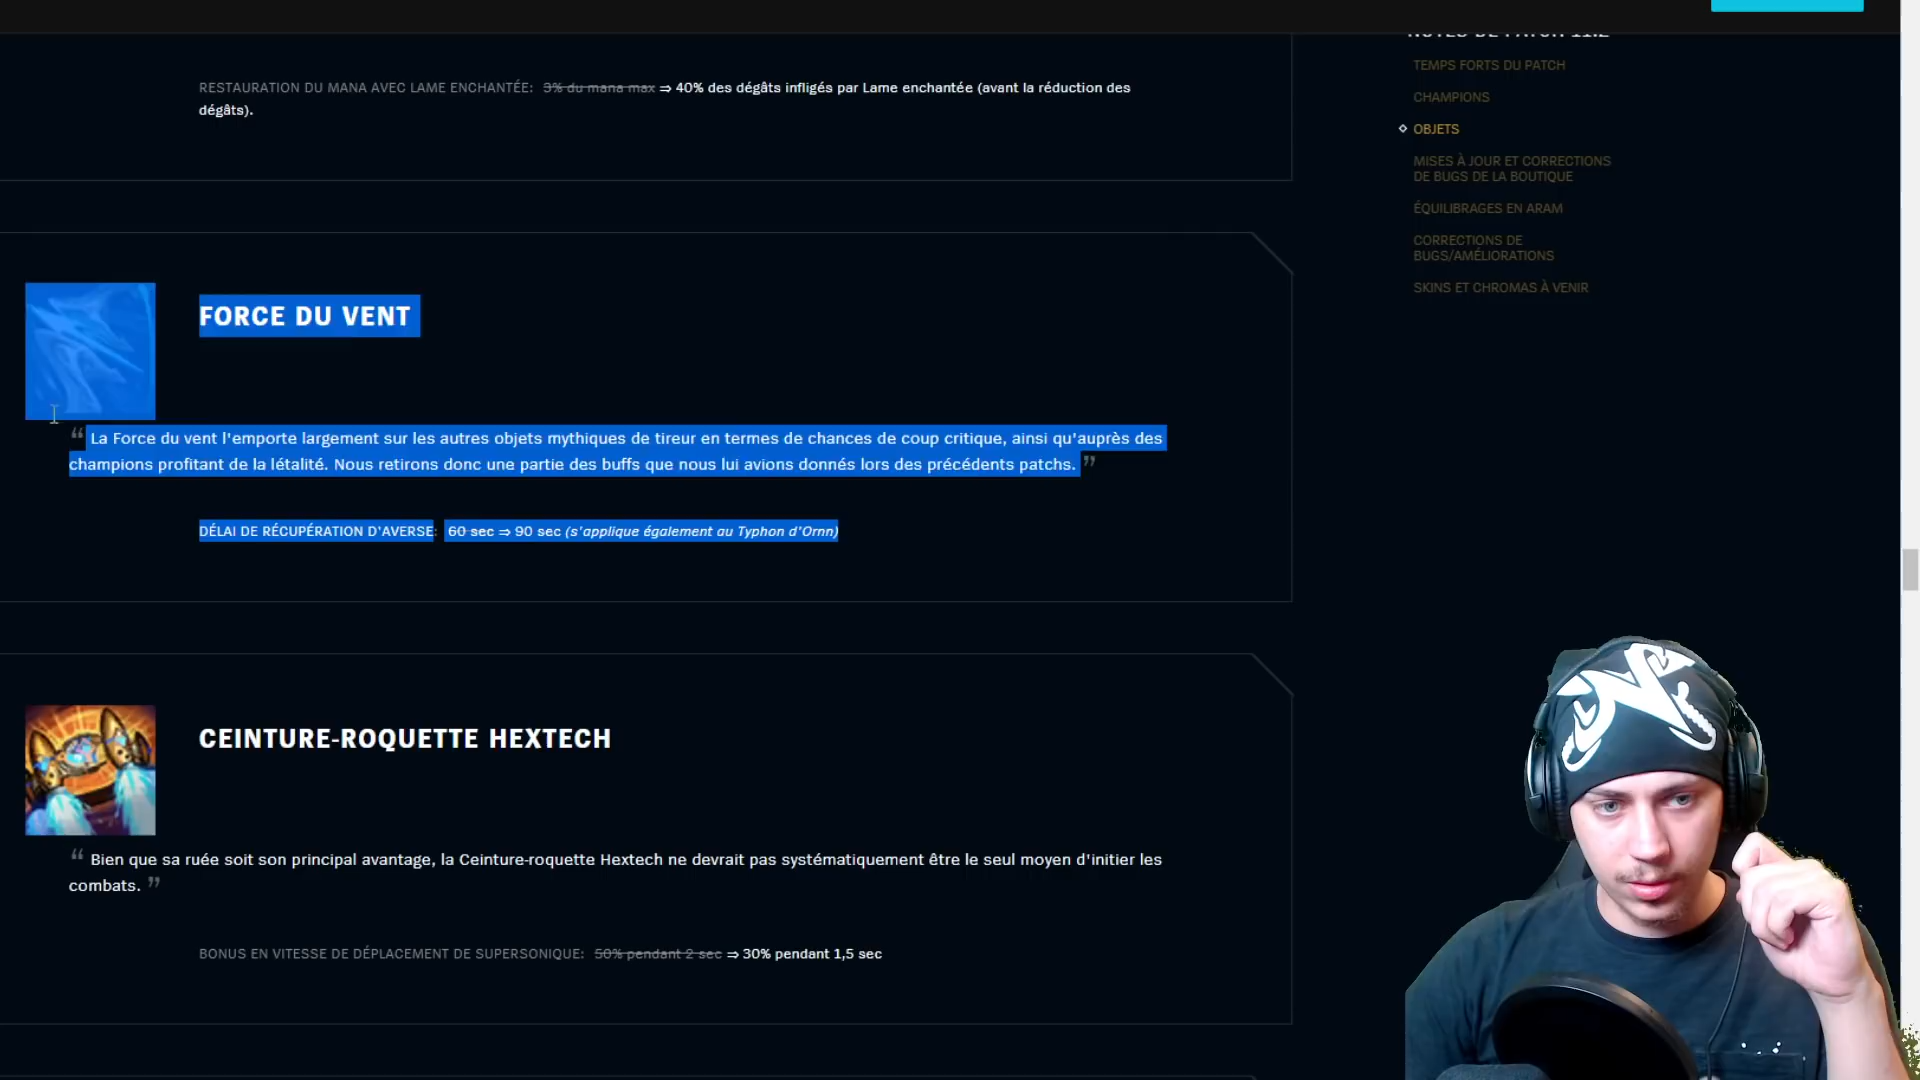 NOTES DE PATCH 11.2
TEMPS FORTS DU PATCH
CHAMPIONS
OBJETS
MISES À JOUR ET CORRECTIONS
DE BUGS DE LA BOUTIQUE
ÉQUILIBRAGES EN ARAM
CORRECTIONS DE
BUGS/AMÉLIORATIONS
SKINS ET CHROMAS À VENIR
RESTAURATION DU MANA AVEC LAME ENCHANTÉE: 3% du mana max ⇒ 40% des dégâts infligés par Lame enchantée (avant la réduction des
dégâts).
FORCE DU VENT
“ La Force du vent l'emporte largement sur les autres objets mythiques de tireur en termes de chances de coup critique, ainsi qu'auprès des
champions profitant de la létalité. Nous retirons donc une partie des buffs que nous lui avions donnés lors des précédents patchs. ”
DÉLAI DE RÉCUPÉRATION D'AVERSE: 60 sec ⇒ 90 sec (s'applique également au Typhon d'Ornn)
CEINTURE-ROQUETTE HEXTECH
“ Bien que sa ruée soit son principal avantage, la Ceinture-roquette Hextech ne devrait pas systématiquement être le seul moyen d'initier les
combats. ”
BONUS EN VITESSE DE DÉPLACEMENT DE SUPERSONIQUE: 50% pendant 2 sec ⇒ 30% pendant 1,5 sec